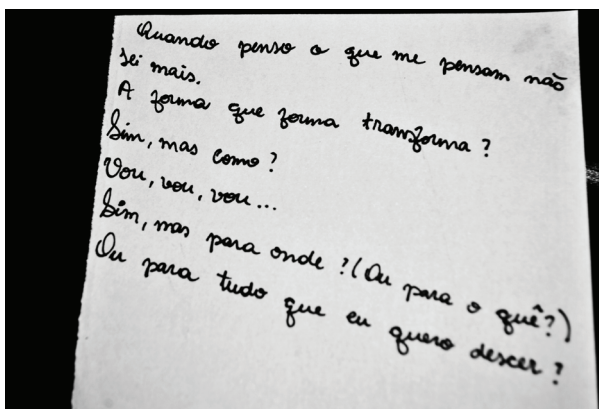 Quando penso o que me pensam não
sei mais.
A forma que forma transforma?
Sim, mas como?
Vou, vou, vou...
Sim, mas para onde?(Ou para o quê?)
Ou para tudo que eu quero descer?